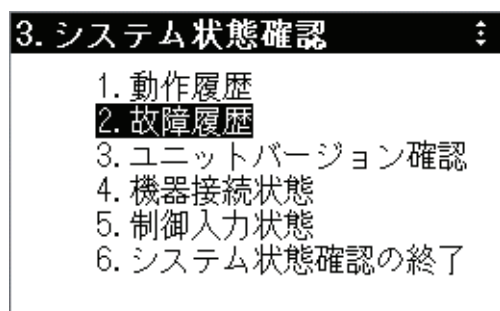 3.システム状態確認
1.動作履歴
2.故障履歴
3.ユニットバージョン確認
4.機器接続状態
5.制御入力状態
6.システム状態確認の終了